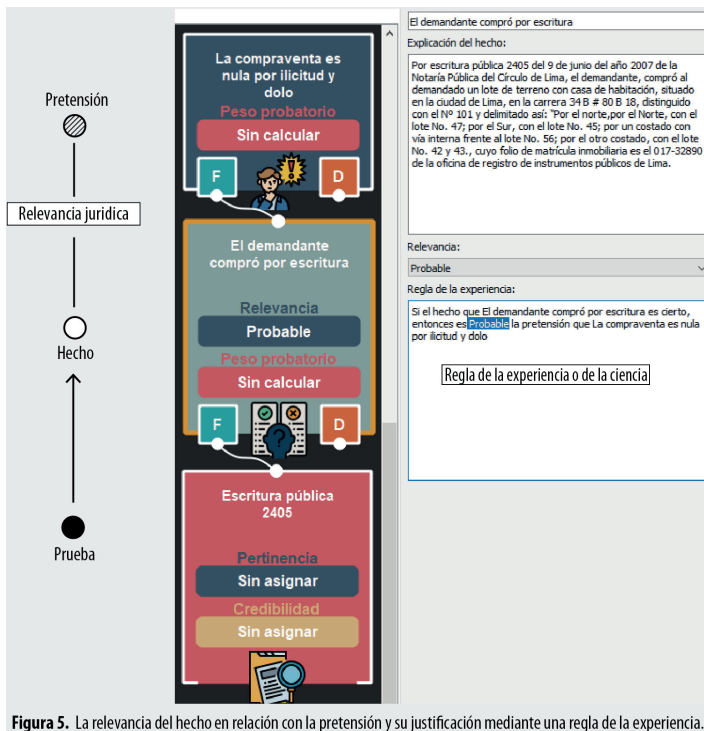 Pretensión
Relevancia juridica
Hecho
Prueba
La compraventa es
nula por ilicitud y
dolo
Peso probatorio
Sin calcular
F
D
El demandante
compró por escritura
Relevancia
Probable
Peso probatorio
Sin calcular
F
D
Escritura pública
2405
Pertinencia
Sin asignar
Credibilidad
Sin asignar
El demandante compró por escritura
Explicación del hecho:
Por escritura pública 2405 del 9 de junio del año 2007 de la
Notaría Pública del Círculo de Lima, el demandante, compró al
demandado un lote de terreno con casa de habitación, situado
en la ciudad de Lima, en la carrera 34 B # 80 B 18, distinguido
con el Nº 101 y delimitado así: "Por el norte,por el Norte, con el
lote No. 47; por el Sur, con el lote No. 45; por un costado con
vía interna frente al lote No. 56; por el otro costado, con el lote
No. 42 y 43., cuyo folio de matrícula inmobiliaria es el 017-32890
de la oficina de registro de instrumentos públicos de Lima.
Relevancia:
Probable
Regla de la experiencia:
Si el hecho que El demandante compró por escritura es cierto,
entonces es Probable la pretensión que La compraventa es nula
por ilicitud y dolo
Regla de la experiencia o de la ciencia
Figura 5. La relevancia del hecho en relación con la pretensión y su justificación mediante una regla de la experiencia.